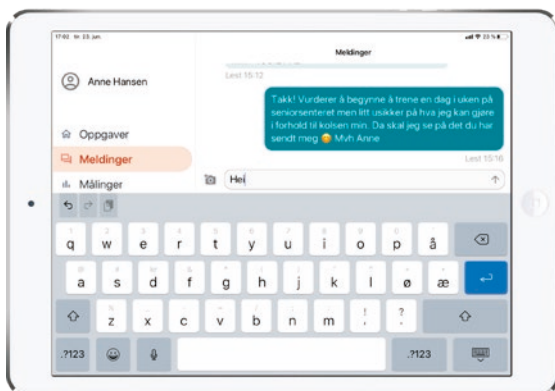 17:02 tir. 23. jun.
23 %
Meldinger
Anne Hansen
Lest 15:12
Takk! Vurderer å begynne å trene en dag i uken på
seniorsenteret men litt usikker på hva jeg kan gjøre
i forhold til kolsen min. Da skal jeg se på det du har
sendt meg 😊 Mvh Anne
Lest 15:16
Oppgaver
Meldinger
Målinger
Hei
q w e r t y u i o p å
a s d f g h j k l ø æ
z x c v b n m ! , ? .
.?123 .?123